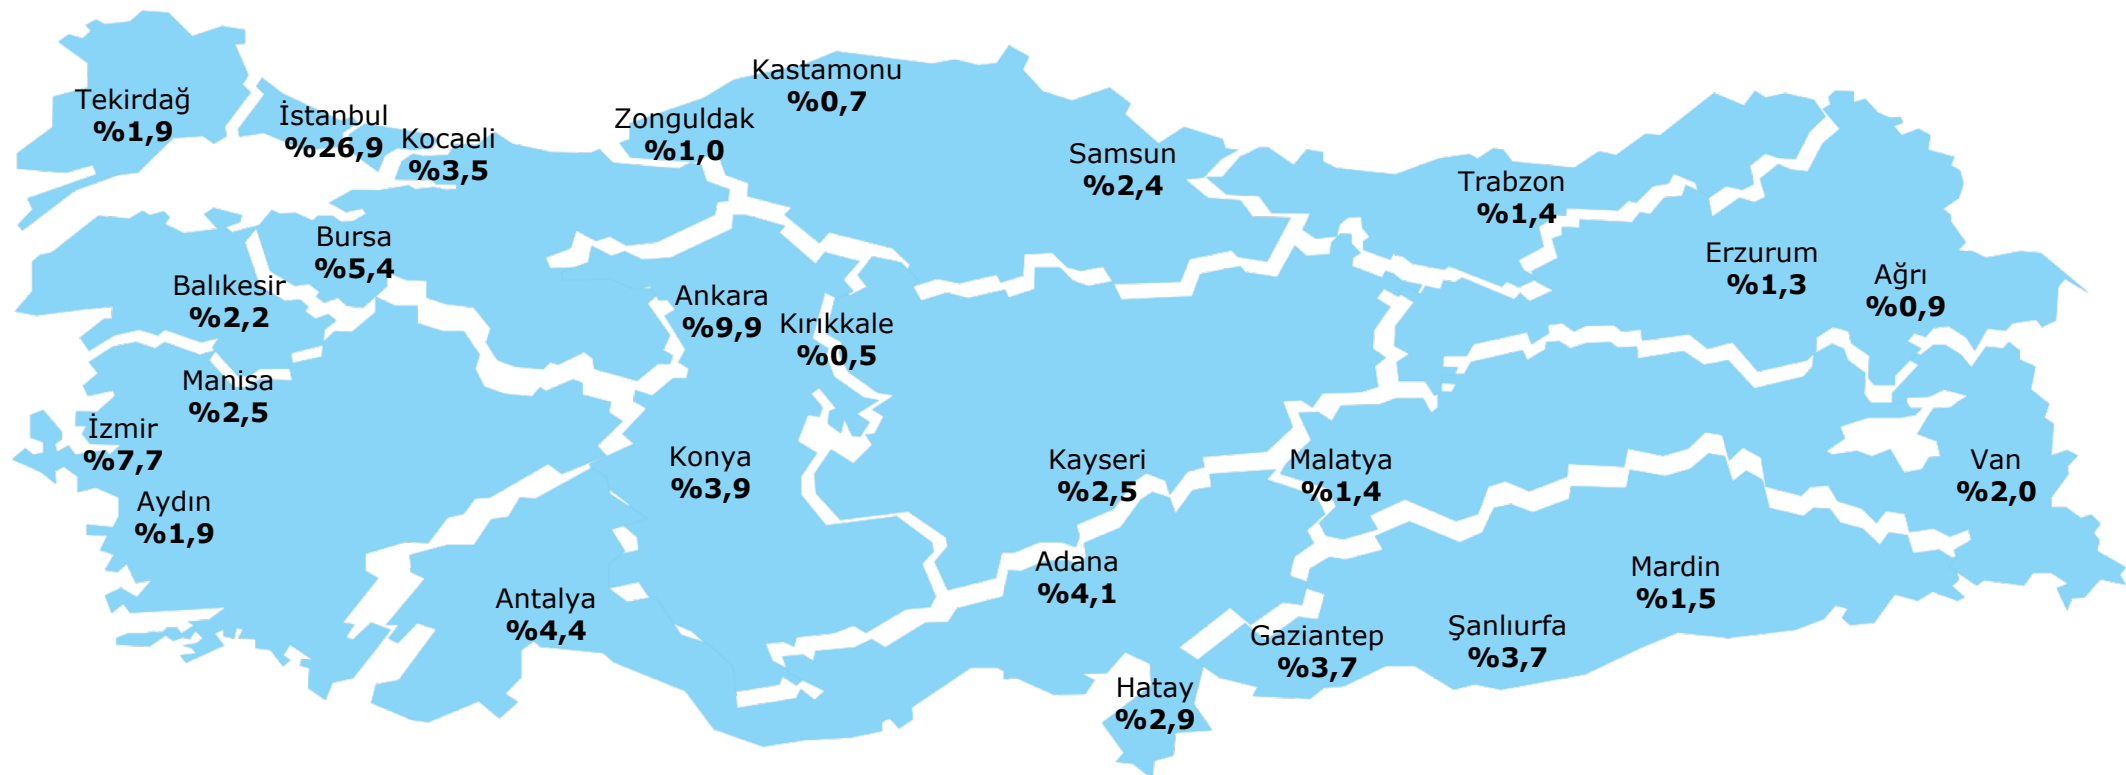 Kastamonu
%0,7
Tekirdağ
%1,9
İstanbul
%26,9
Kocaeli
%3,5
Zonguldak
%1,0
Samsun
%2,4
Trabzon
%1,4
Bursa
%5,4
Erzurum
%1,3
Ağrı
%0,9
Balıkesir
%2,2
Ankara
%9,9
Kırıkkale
%0,5
Manisa
%2,5
İzmir
%7,7
Konya
%3,9
Kayseri
%2,5
Malatya
%1,4
Van
%2,0
Aydın
%1,9
Adana
%4,1
Mardin
%1,5
Antalya
%4,4
Gaziantep
%3,7
Şanlıurfa
%3,7
Hatay
%2,9